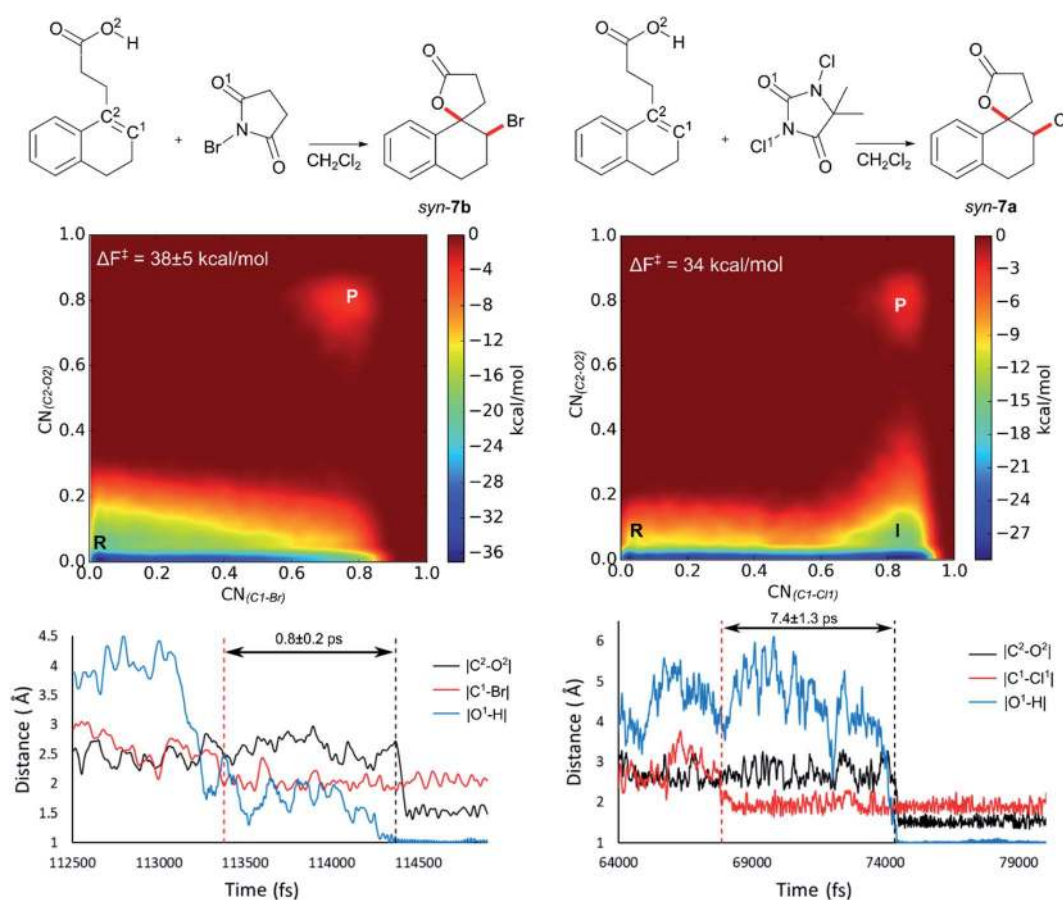 O O² H
2
1
+
O¹
Br N
O
O
CH₂Cl₂
O
O
Br
syn-7b
O O² H
2
1
+
Cl
O¹ N
N
Cl¹ O
CH₂Cl₂
O
O
C
syn-7a
ΔF‡ = 38±5 kcal/mol
P
R
CN(C2-O2)
1.0
0.8
0.6
0.4
0.2
0.0
0.0 0.2 0.4 0.6 0.8 1.0
CN(C1-Br)
0
−4
−8
−12
−16
−20
−24
−28
−32
−36
kcal/mol
ΔF‡ = 34 kcal/mol
P
R I
CN(C2-O2)
1.0
0.8
0.6
0.4
0.2
0.0
0.0 0.2 0.4 0.6 0.8 1.0
CN(C1-Cl1)
0
−3
−6
−9
−12
−15
−18
−21
−24
−27
kcal/mol
0.8±0.2 ps
Distance ( Å)
4.5
4
3.5
3
2.5
2
1.5
1
112500 113000 113500 114000 114500
Time (fs)
|C²-O²|
|C¹-Br|
|O¹-H|
7.4±1.3 ps
Distance ( Å)
6
5
4
3
2
1
64000 69000 74000 79000
Time (fs)
|C²-O²|
|C¹-Cl¹|
|O¹-H|